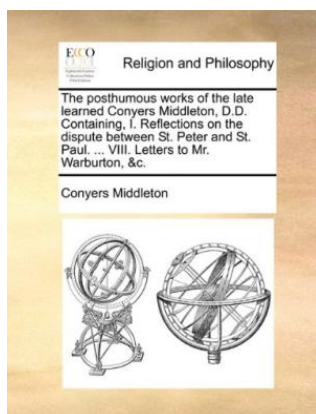 ECCO
Religion and Philosophy
The posthumous works of the late
learned Conyers Middleton, D.D.
Containing, I. Reflections on the
dispute between St. Peter and St.
Paul. ... VIII. Letters to Mr.
Warburton, &c.
Conyers Middleton